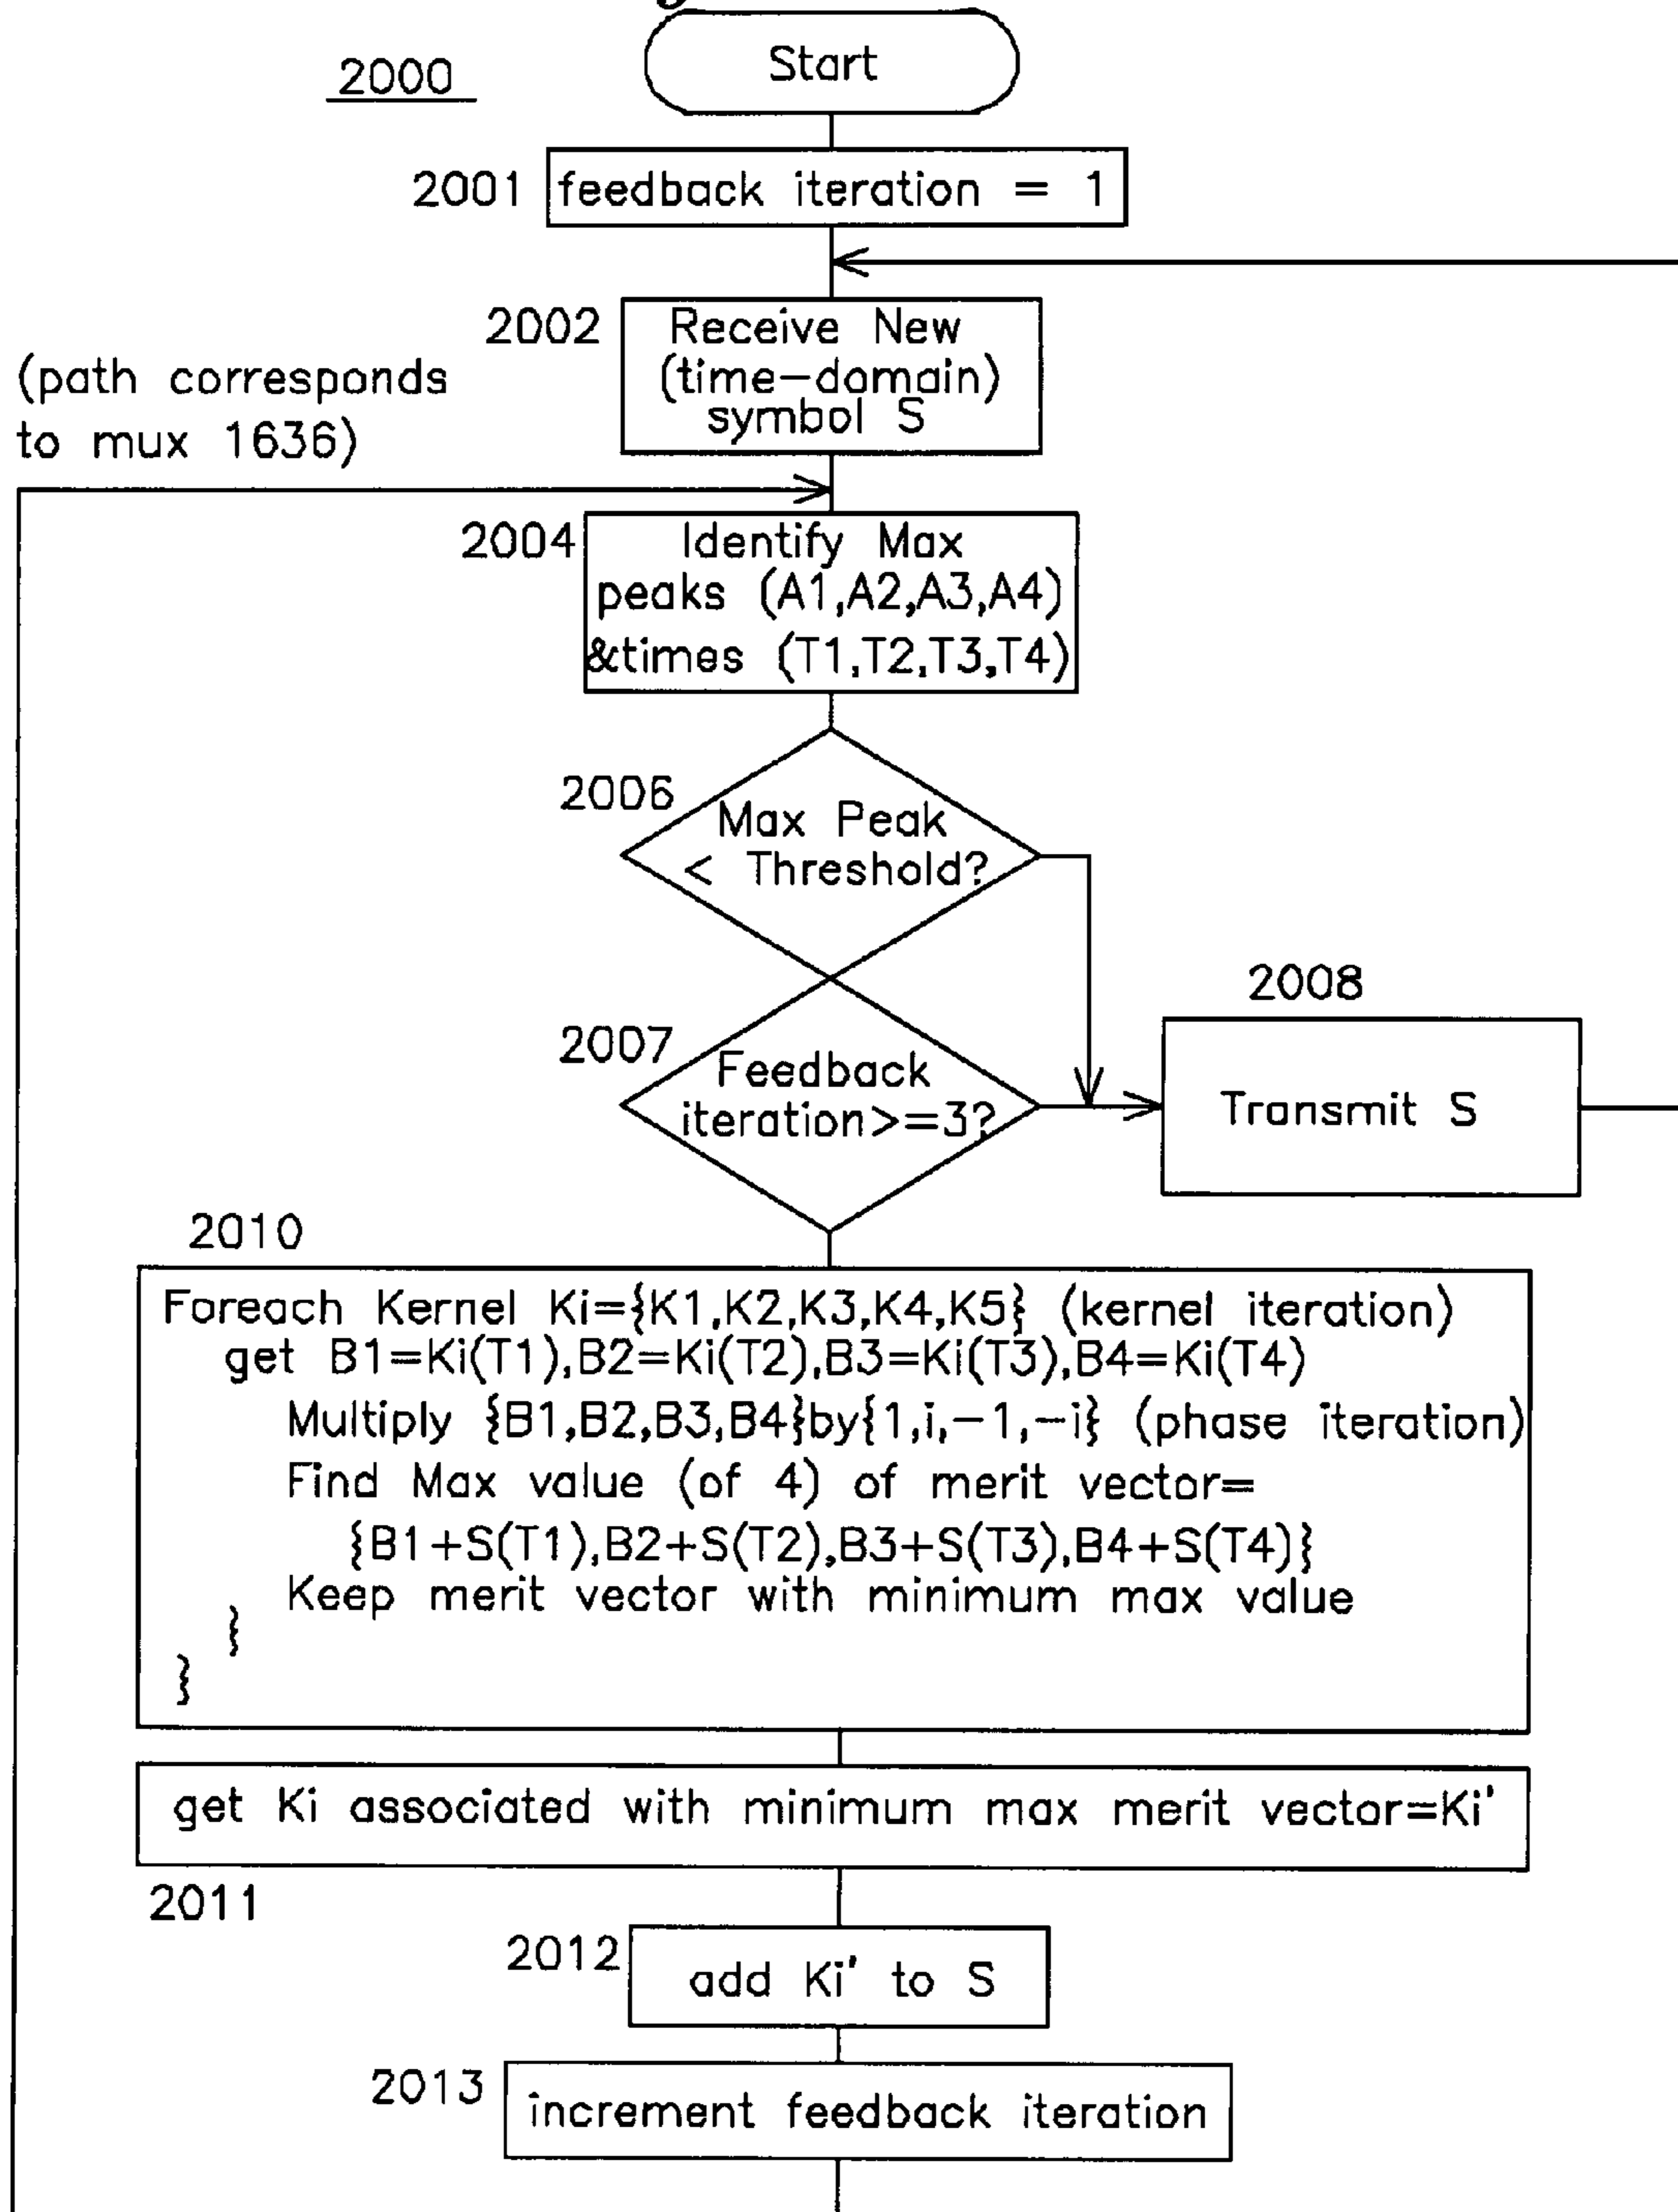 2000
Start
2001
feedback iteration = 1
2002
Receive New
(time-domain)
symbol S
(path corresponds
to mux 1636)
2004
Identify Max
peaks (A1,A2,A3,A4)
&times (T1,T2,T3,T4)
2006
Max Peak
< Threshold?
2007
Feedback
iteration>=3?
2008
Transmit S
2010
Foreach Kernel Ki={K1,K2,K3,K4,K5} (kernel iteration)
get B1=Ki(T1),B2=Ki(T2),B3=Ki(T3),B4=Ki(T4)
Multiply {B1,B2,B3,B4}by{1,i,-1,-i} (phase iteration)
Find Max value (of 4) of merit vector=
{B1+S(T1),B2+S(T2),B3+S(T3),B4+S(T4)}
Keep merit vector with minimum max value
}
}
get Ki associated with minimum max merit vector=Ki'
2011
2012
add Ki' to S
2013
increment feedback iteration